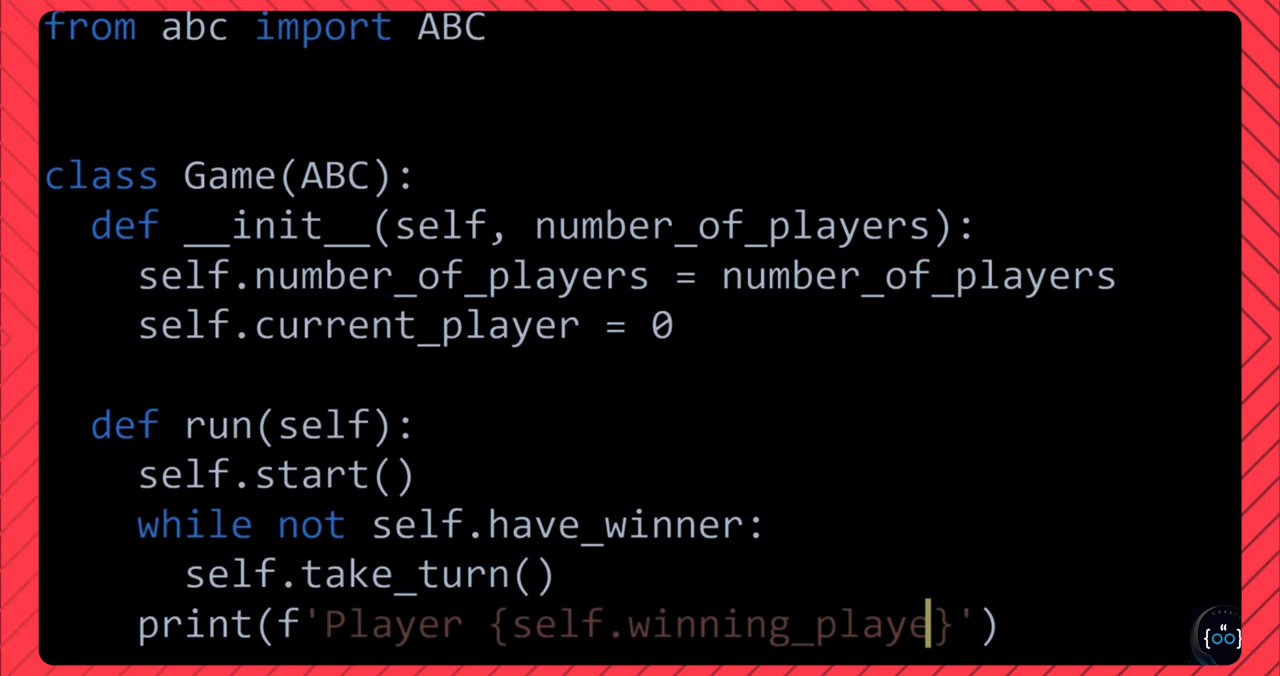 from abc import ABC
class Game(ABC):
  def __init__(self, number_of_players):
    self.number_of_players = number_of_players
    self.current_player = 0
  def run(self):
    self.start()
    while not self.have_winner:
      self.take_turn()
    print(f'Player {self.winning_playe}')